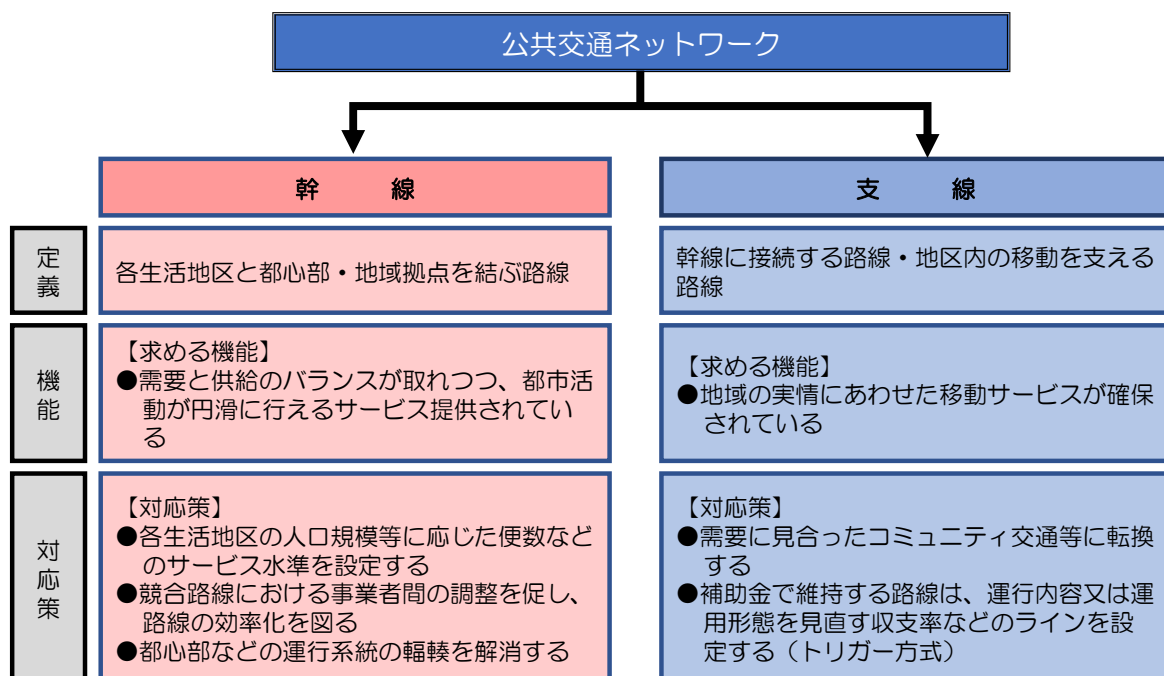 公共交通ネットワーク
幹　線
支　線
定義
各生活地区と都心部・地域拠点を結ぶ路線
幹線に接続する路線・地区内の移動を支える
路線
機能
【求める機能】
●需要と供給のバランスが取れつつ、都市活
動が円滑に行えるサービス提供されてい
る
【求める機能】
●地域の実情にあわせた移動サービスが確保
されている
対応策
【対応策】
●各生活地区の人口規模等に応じた便数など
のサービス水準を設定する
●競合路線における事業者間の調整を促し、
路線の効率化を図る
●都心部などの運行系統の輻輳を解消する
【対応策】
●需要に見合ったコミュニティ交通等に転換
する
●補助金で維持する路線は、運行内容又は運
用形態を見直す収支率などのラインを設
定する（トリガー方式）